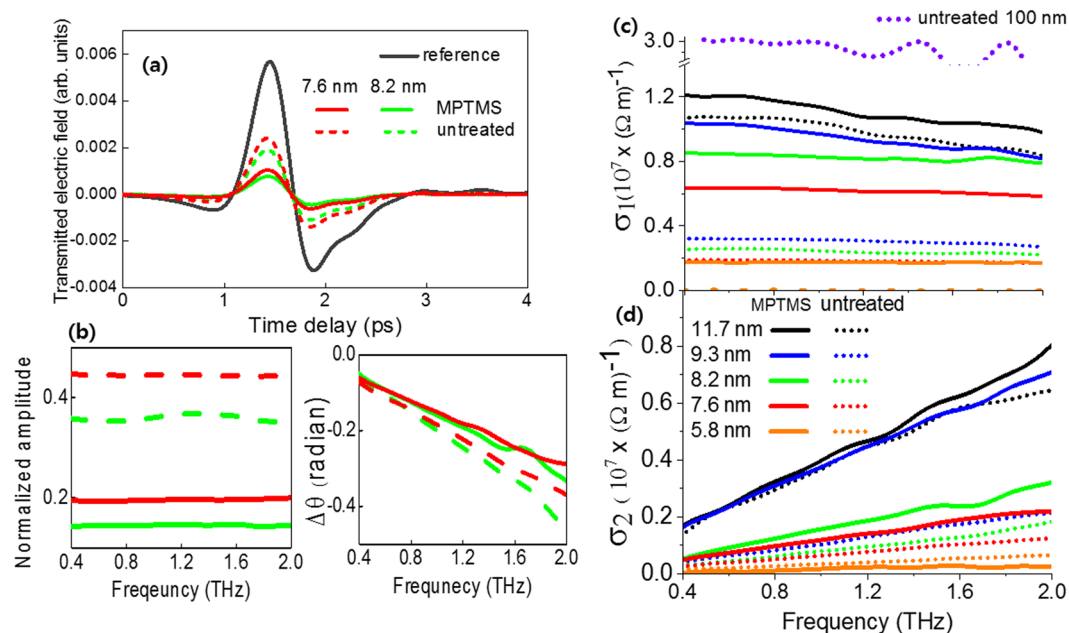 (a)
Transmitted electric field (arb. units)
0.006
0.004
0.002
0.000
-0.002
-0.004
reference
7.6 nm 8.2 nm
MPTMS
untreated
0 1 2 3 4
Time delay (ps)
(b)
Normalized amplitude
0.4
0.2
0.4 0.8 1.2 1.6 2.0
Freqeuncy (THz)
Δθ (radian)
0.0
-0.2
-0.4
0.4 0.8 1.2 1.6 2.0
Frequnecy (THz)
(c)
untreated 100 nm
σ1(10⁷ x (Ω m)⁻¹
3.0
1.2
0.8
0.4
0.0
(d)
σ2 ( 10⁷ x (Ω m)⁻¹
0.8
0.6
0.4
0.2
0.0
MPTMS untreated
11.7 nm
9.3 nm
8.2 nm
7.6 nm
5.8 nm
0.4 0.8 1.2 1.6 2.0
Frequency (THz)